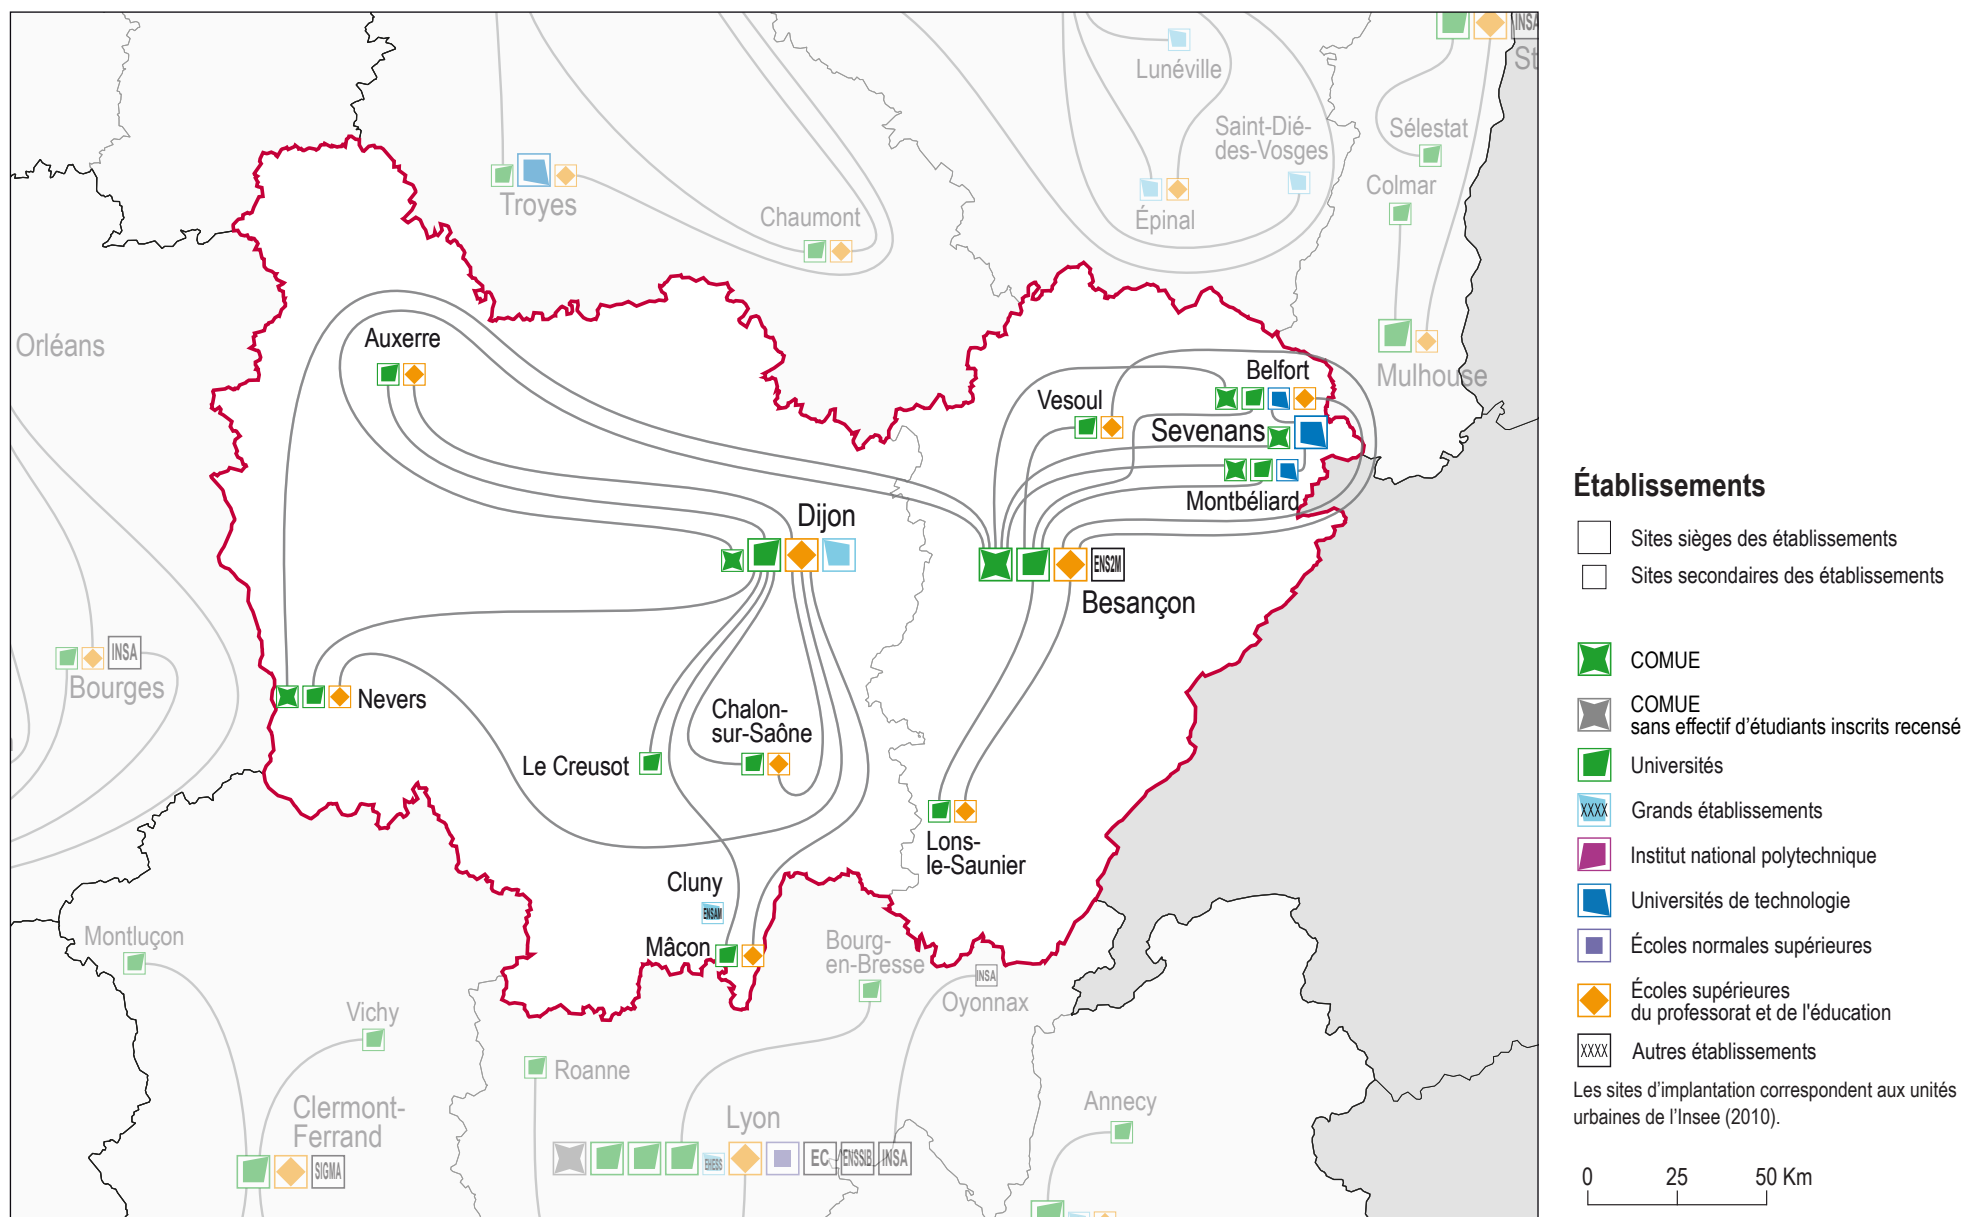 INSA
St
Lunéville
Saint-Dié-
des-Vosges
Sélestat
Colmar
Troyes
Chaumont
Épinal
Orléans
Auxerre
Mulhouse
Belfort
Vesoul
Sevenans
Montbéliard
Dijon
ENS2M
Besançon
INSA
Bourges
Nevers
Chalon-
sur-Saône
Le Creusot
Lons-
le-Saunier
Cluny
ENSAM
Mâcon
Bourg-
en-Bresse
INSA
Oyonnax
Montluçon
Vichy
Roanne
Clermont-
Ferrand
SIGMA
Lyon
EHESS
EC
ENSSIB
INSA
Annecy
Établissements
Sites sièges des établissements
Sites secondaires des établissements
COMUE
COMUE
sans effectif d'étudiants inscrits recensé
Universités
XXXX
Grands établissements
Institut national polytechnique
Universités de technologie
Écoles normales supérieures
Écoles supérieures
du professorat et de l'éducation
XXXX
Autres établissements
Les sites d'implantation correspondent aux unités
urbaines de l'Insee (2010).
0 25 50 Km